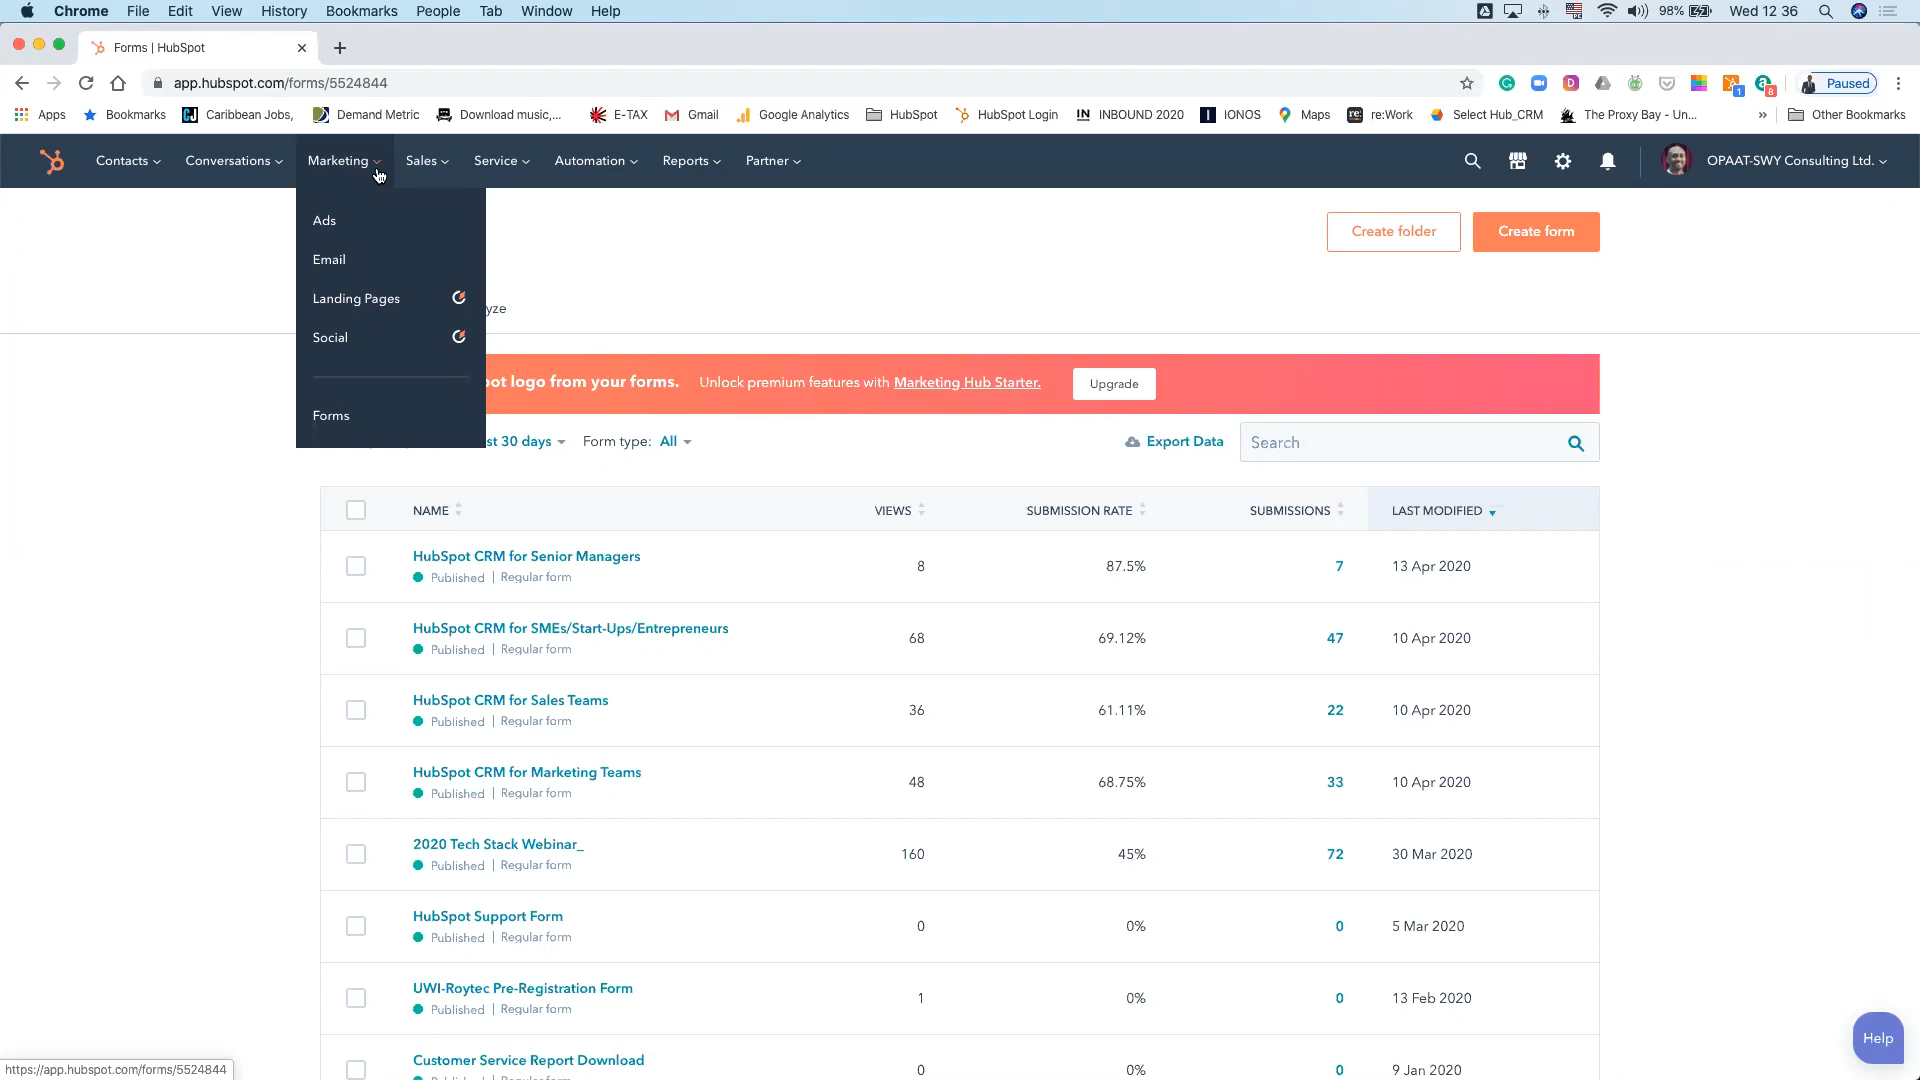 Chrome File Edit View History Bookmarks People Tab Window Help 98% Wed 12 36
Forms | HubSpot
app.hubspot.com/forms/5524844 1 a 8 Paused
Apps Bookmarks Caribbean Jobs, Demand Metric Download music,... E-TAX Gmail Google Analytics HubSpot HubSpot Login IN INBOUND 2020 IONOS Maps re: re:Work Select Hub_CRM The Proxy Bay - Un... » Other Bookmarks
Contacts Conversations Marketing Sales Service Automation Reports Partner OPAAT-SWY Consulting Ltd.
Ads
Create folder Create form
Email
Landing Pages
yze
Social
pot logo from your forms. Unlock premium features with Marketing Hub Starter. Upgrade
Forms
st 30 days Form type: All Export Data Search
NAME VIEWS SUBMISSION RATE SUBMISSIONS LAST MODIFIED
HubSpot CRM for Senior Managers
Published | Regular form
8 87.5% 7 13 Apr 2020
HubSpot CRM for SMEs/Start-Ups/Entrepreneurs
Published | Regular form
68 69.12% 47 10 Apr 2020
HubSpot CRM for Sales Teams
Published | Regular form
36 61.11% 22 10 Apr 2020
HubSpot CRM for Marketing Teams
Published | Regular form
48 68.75% 33 10 Apr 2020
2020 Tech Stack Webinar_
Published | Regular form
160 45% 72 30 Mar 2020
HubSpot Support Form
Published | Regular form
0 0% 0 5 Mar 2020
UWI-Roytec Pre-Registration Form
Published | Regular form
1 0% 0 13 Feb 2020
Customer Service Report Download
0 0% 0 9 Jan 2020
Help
https://app.hubspot.com/forms/5524844